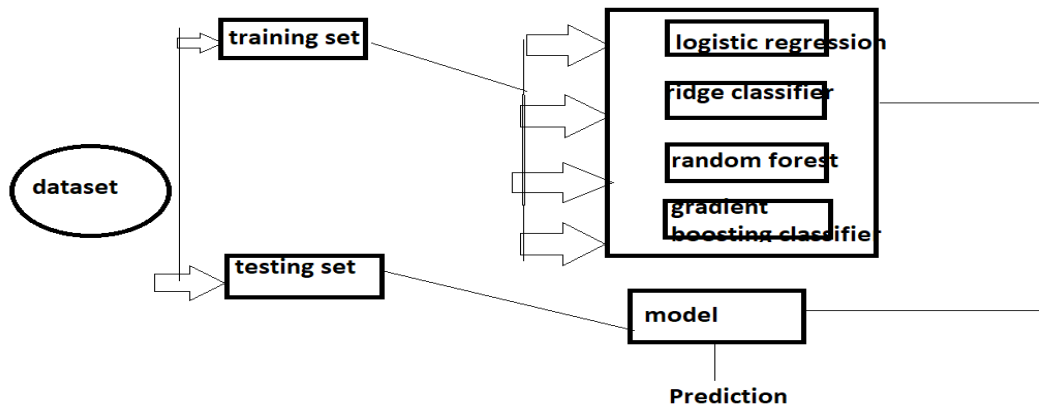 training set
logistic regression
ridge classifier
dataset
random forest
gradient
boosting classifier
testing set
model
Prediction